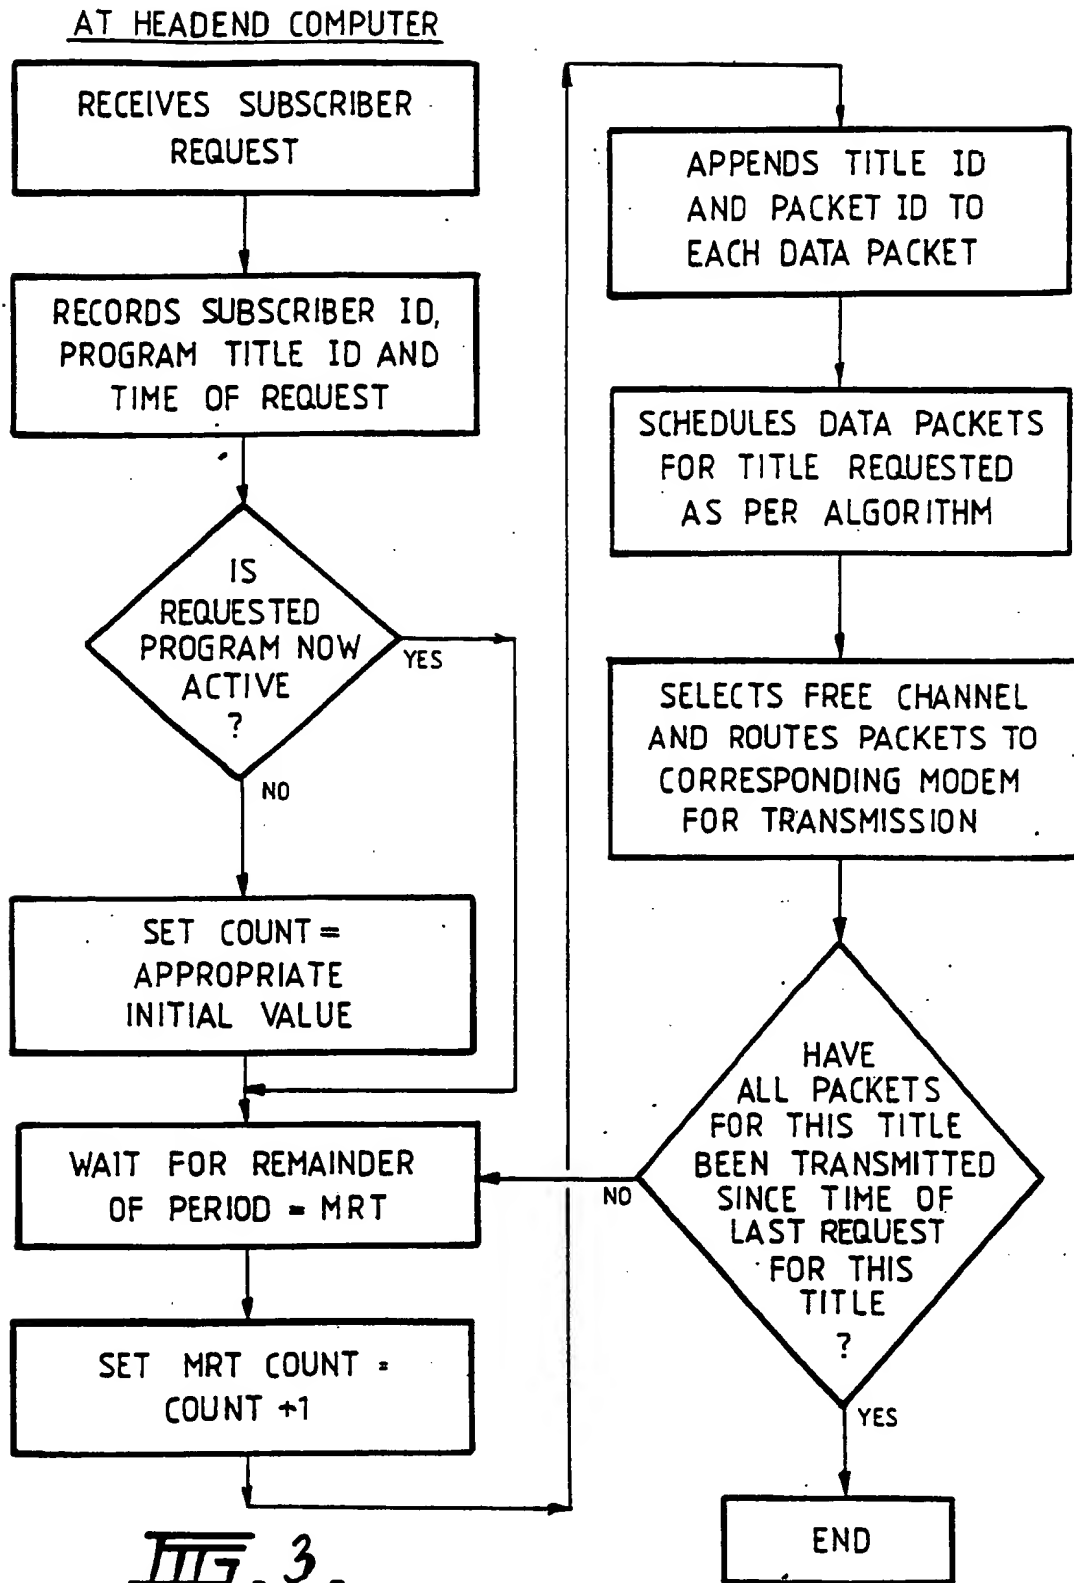 AT HEADEND COMPUTER
RECEIVES SUBSCRIBER
REQUEST
RECORDS SUBSCRIBER ID,
PROGRAM TITLE ID AND
TIME OF REQUEST
IS
REQUESTED
PROGRAM NOW
ACTIVE
?
YES
NO
SET COUNT =
APPROPRIATE
INITIAL VALUE
WAIT FOR REMAINDER
OF PERIOD = MRT
SET MRT COUNT =
COUNT +1
APPENDS TITLE ID
AND PACKET ID TO
EACH DATA PACKET
SCHEDULES DATA PACKETS
FOR TITLE REQUESTED
AS PER ALGORITHM
SELECTS FREE CHANNEL
AND ROUTES PACKETS TO
CORRESPONDING MODEM
FOR TRANSMISSION
HAVE
ALL PACKETS
FOR THIS TITLE
BEEN TRANSMITTED
SINCE TIME OF
LAST REQUEST
FOR THIS
TITLE
?
NO
YES
END
FIG. 3.